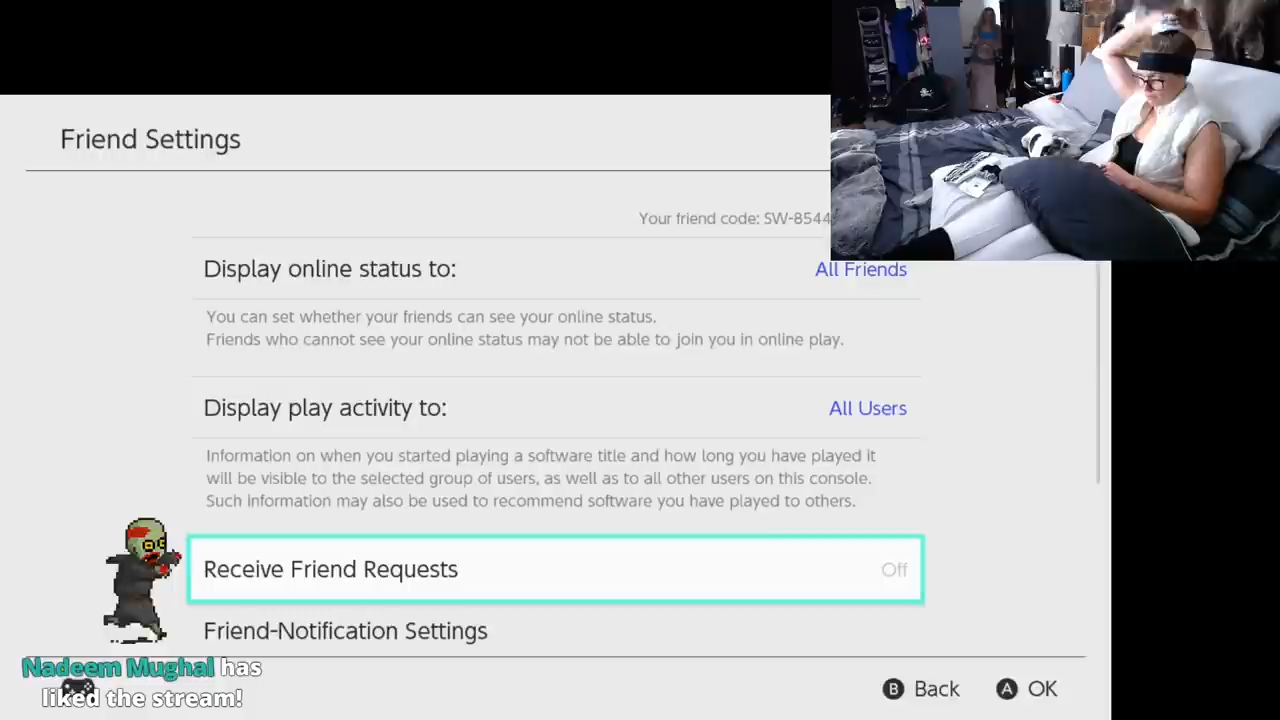 Friend Settings
Your friend code: SW-8544
Display online status to:
All Friends
You can set whether your friends can see your online status.
Friends who cannot see your online status may not be able to join you in online play.
Display play activity to:
All Users
Information on when you started playing a software title and how long you have played it
will be visible to the selected group of users, as well as to all other users on this console.
Such information may also be used to recommend software you have played to others.
Receive Friend Requests
Off
Friend-Notification Settings
Nadeem Mughal has
liked the stream!
B Back
A OK